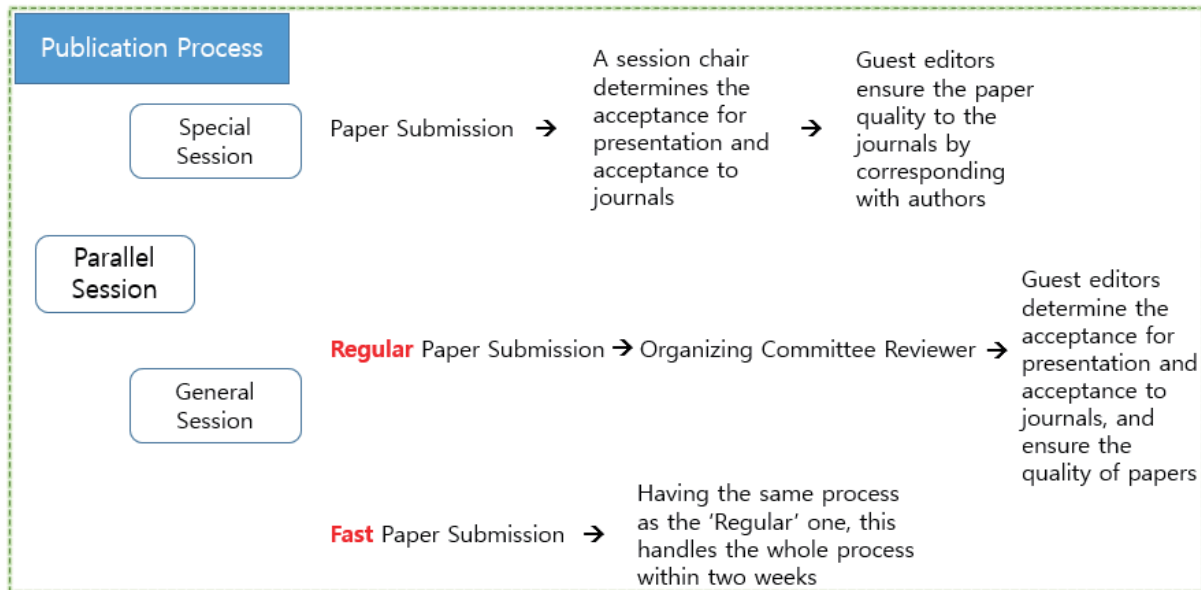 Publication Process
Special
Session
Paper Submission →
A session chair
determines the
acceptance for
presentation and
acceptance to
journals
→
Guest editors
ensure the paper
quality to the
journals by
corresponding
with authors
Parallel
Session
General
Session
Regular Paper Submission → Organizing Committee Reviewer →
Guest editors
determine the
acceptance for
presentation and
acceptance to
journals, and
ensure the
quality of papers
Fast Paper Submission →
Having the same process
as the ‘Regular’ one, this
handles the whole process
within two weeks